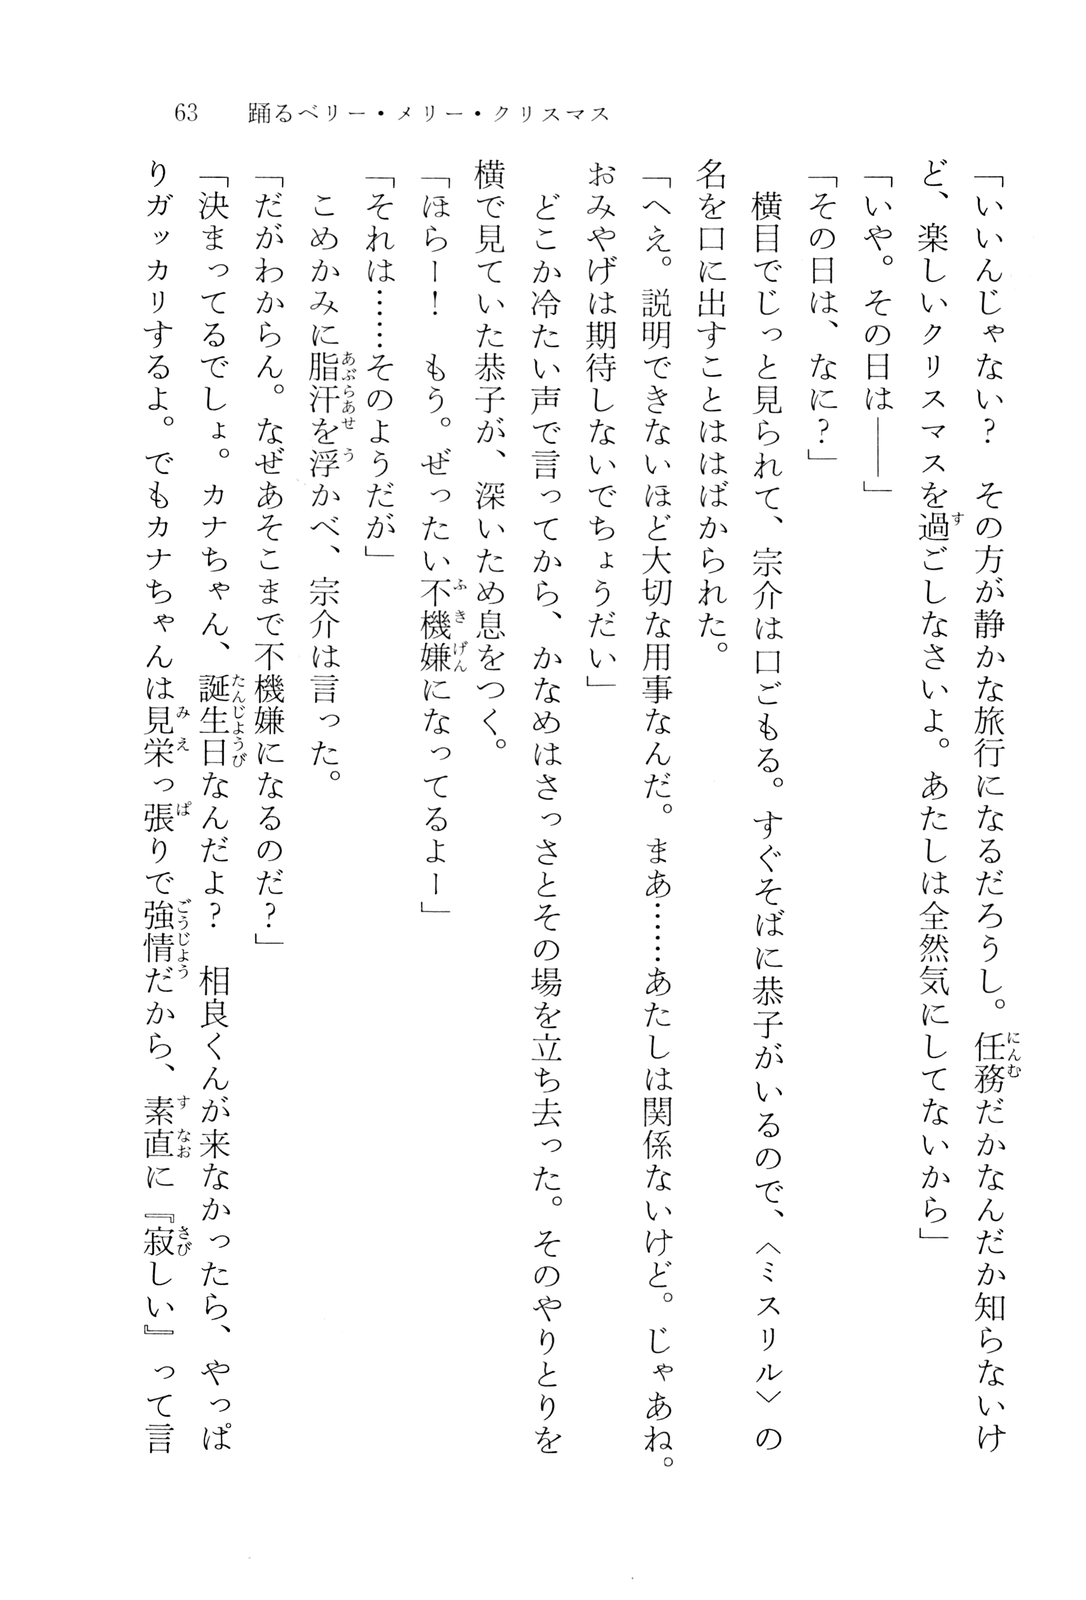 63　踊るベリー・メリー・クリスマス
「いいんじゃない？　その方が静かな旅行になるだろうし。任務だかなんだか知らないけ
ど、楽しいクリスマスを過ごしなさいよ。あたしは全然気にしてないから」
「いや。その日は――」
「その日は、なに？」
　横目でじっと見られて、宗介は口ごもる。すぐそばに恭子がいるので、〈ミスリル〉の
名を口に出すことははばかられた。
「へえ。説明できないほど大切な用事なんだ。まあ……あたしは関係ないけど。じゃあね。
おみやげは期待しないでちょうだい」
　どこか冷たい声で言ってから、かなめはさっさとその場を立ち去った。そのやりとりを
横で見ていた恭子が、深いため息をつく。
「ほらー！　もう。ぜったい不機嫌になってるよー」
「それは……そのようだが」
　こめかみに脂汗を浮かべ、宗介は言った。
「だがわからん。なぜあそこまで不機嫌になるのだ？」
「決まってるでしょ。カナちゃん、誕生日なんだよ？　相良くんが来なかったら、やっぱ
りガッカリするよ。でもカナちゃんは見栄っ張りで強情だから、素直に『寂しい』って言